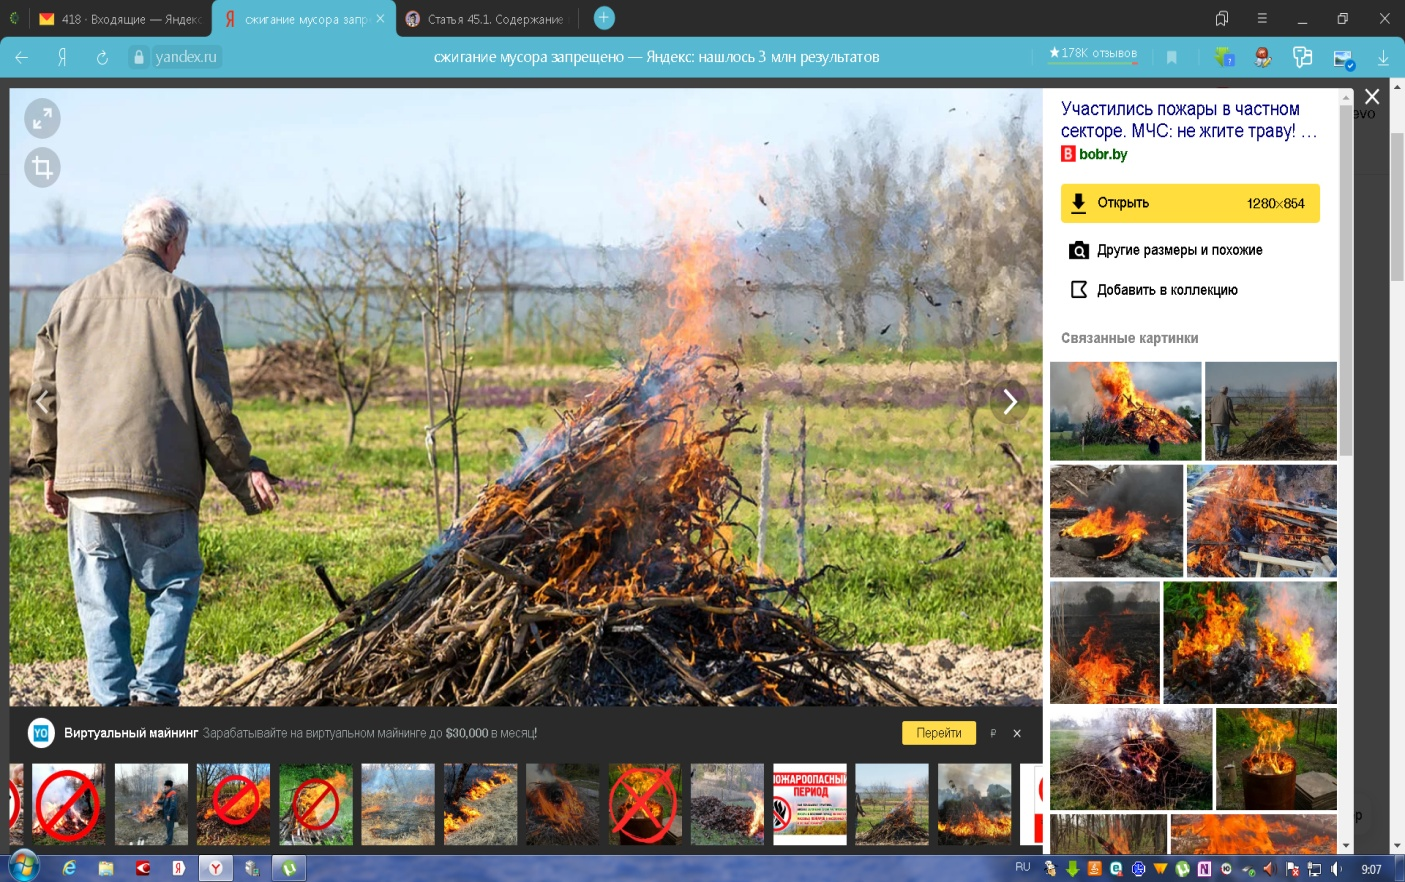 418 · Входящие — Яндекс
сжигание мусора запр
Статья 45.1. Содержание
yandex.ru
сжигание мусора запрещено — Яндекс: нашлось 3 млн результатов
★178K отзывов
Участились пожары в частном
секторе. МЧС: не жгите траву! ...
B bobr.by
evo
Открыть 1280×854
Другие размеры и похожие
Добавить в коллекцию
Связанные картинки
YO Виртуальный майнинг Зарабатывайте на виртуальном майнинге до $30,000 в месяц!
Перейти ₽
ПОЖАРООПАСНЫЙ
ПЕРИОД
RU 9:07